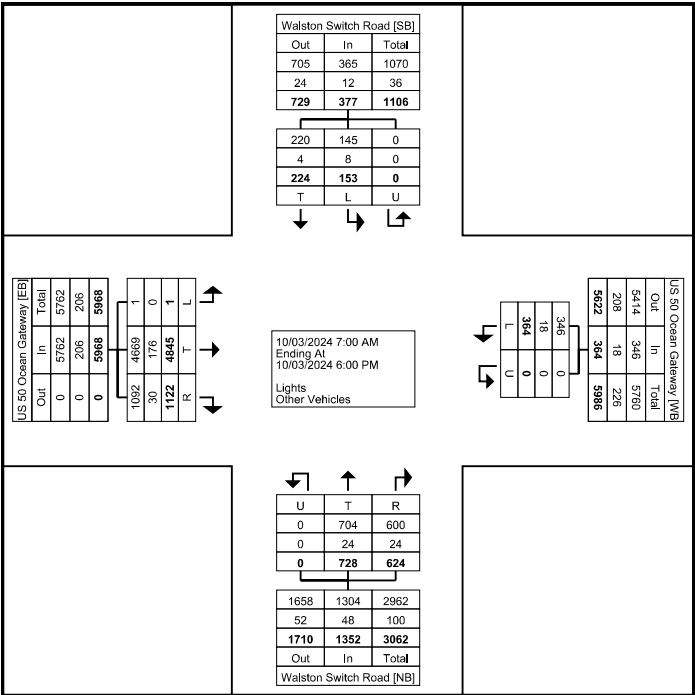 Walston Switch Road [SB]
Out In Total
705 365 1070
24 12 36
729 377 1106
220 145 0
4 8 0
224 153 0
T L U
US 50 Ocean Gateway [EB]
Total In Out
5762 5762 0
206 206 0
5968 5968 0
1 4669 1092
0 176 30
1 4845 1122
L T R
10/03/2024 7:00 AM
Ending At
10/03/2024 6:00 PM
Lights
Other Vehicles
US 50 Ocean Gateway [WB
Out In Total
5414 346 5760
208 18 226
5622 364 5986
346 0
18 0
364 0
L U
U T R
0 704 600
0 24 24
0 728 624
1658 1304 2962
52 48 100
1710 1352 3062
Out In Total
Walston Switch Road [NB]